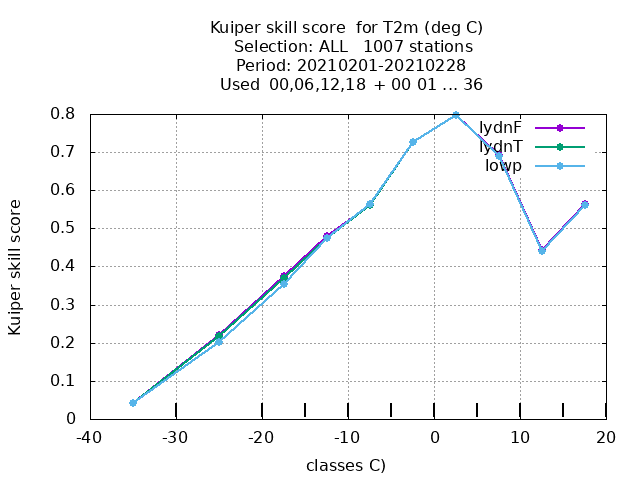 Kuiper skill score for T2m (deg C)
Selection: ALL 1007 stations
Period: 20210201-20210228
Used 00,06,12,18 + 00 01 ... 36
lydnF
lydnT
lowp
Kuiper skill score
0.8
0.7
0.6
0.5
0.4
0.3
0.2
0.1
0
-40 -30 -20 -10 0 10 20
classes C)